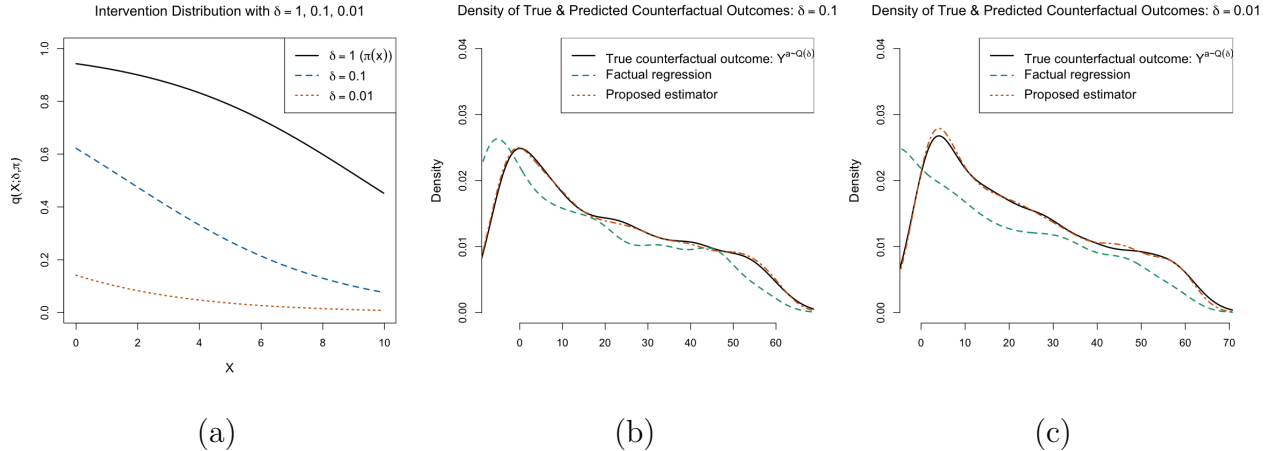 Intervention Distribution with δ = 1, 0.1, 0.01
q(X;δ,π)
1.0
0.8
0.6
0.4
0.2
0.0
δ = 1 (π(x))
δ = 0.1
δ = 0.01
0 2 4 6 8 10
X
(a)
Density of True & Predicted Counterfactual Outcomes: δ = 0.1
Density
0.04
0.03
0.02
0.01
0.00
True counterfactual outcome: Y^{a~Q(δ)}
Factual regression
Proposed estimator
0 10 20 30 40 50 60
(b)
Density of True & Predicted Counterfactual Outcomes: δ = 0.01
Density
0.04
0.03
0.02
0.01
0.00
True counterfactual outcome: Y^{a~Q(δ)}
Factual regression
Proposed estimator
0 10 20 30 40 50 60 70
(c)